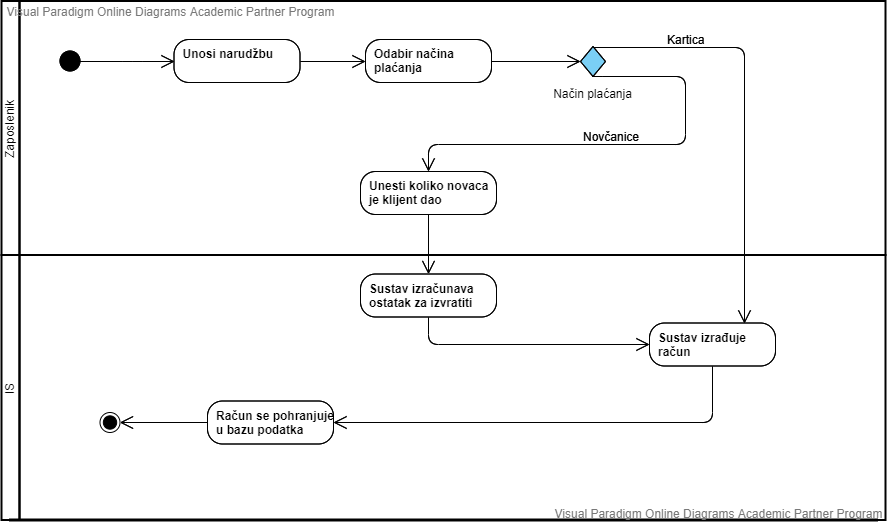 Visual Paradigm Online Diagrams Academic Partner Program
Zaposlenik
Unosi narudžbu
Odabir načina
plaćanja
Kartica
Način plaćanja
Novčanice
Unesti koliko novaca
je klijent dao
IS
Sustav izračunava
ostatak za izvratiti
Sustav izrađuje
račun
Račun se pohranjuje
u bazu podatka
Visual Paradigm Online Diagrams Academic Partner Program